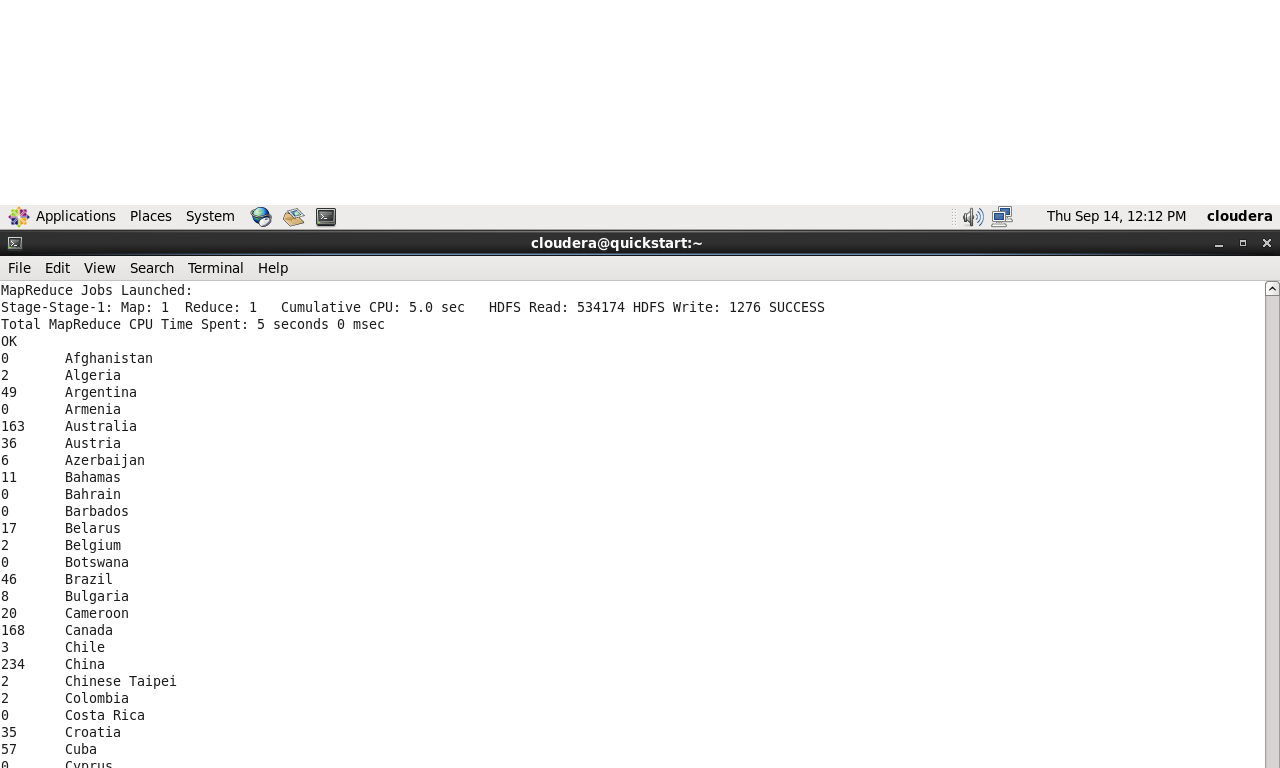 Applications Places System Thu Sep 14, 12:12 PM cloudera
cloudera@quickstart:~
File Edit View Search Terminal Help
MapReduce Jobs Launched:
Stage-Stage-1: Map: 1  Reduce: 1   Cumulative CPU: 5.0 sec   HDFS Read: 534174 HDFS Write: 1276 SUCCESS
Total MapReduce CPU Time Spent: 5 seconds 0 msec
OK
0	Afghanistan
2	Algeria
49	Argentina
0	Armenia
163	Australia
36	Austria
6	Azerbaijan
11	Bahamas
0	Bahrain
0	Barbados
17	Belarus
2	Belgium
0	Botswana
46	Brazil
8	Bulgaria
20	Cameroon
168	Canada
3	Chile
234	China
2	Chinese Taipei
2	Colombia
0	Costa Rica
35	Croatia
57	Cuba
0	Cyprus